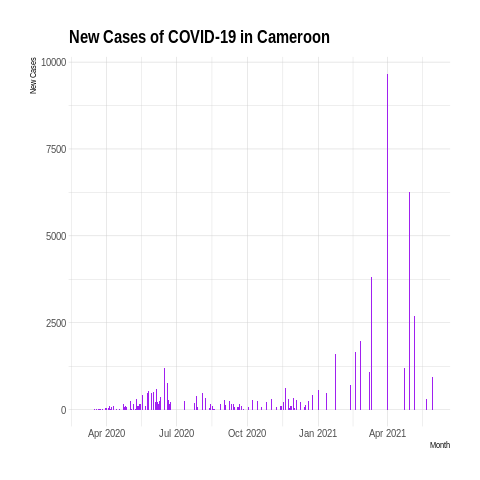 New Cases of COVID-19 in Cameroon
New Cases
10000
7500
5000
2500
0
Apr 2020 Jul 2020 Oct 2020 Jan 2021 Apr 2021
Month